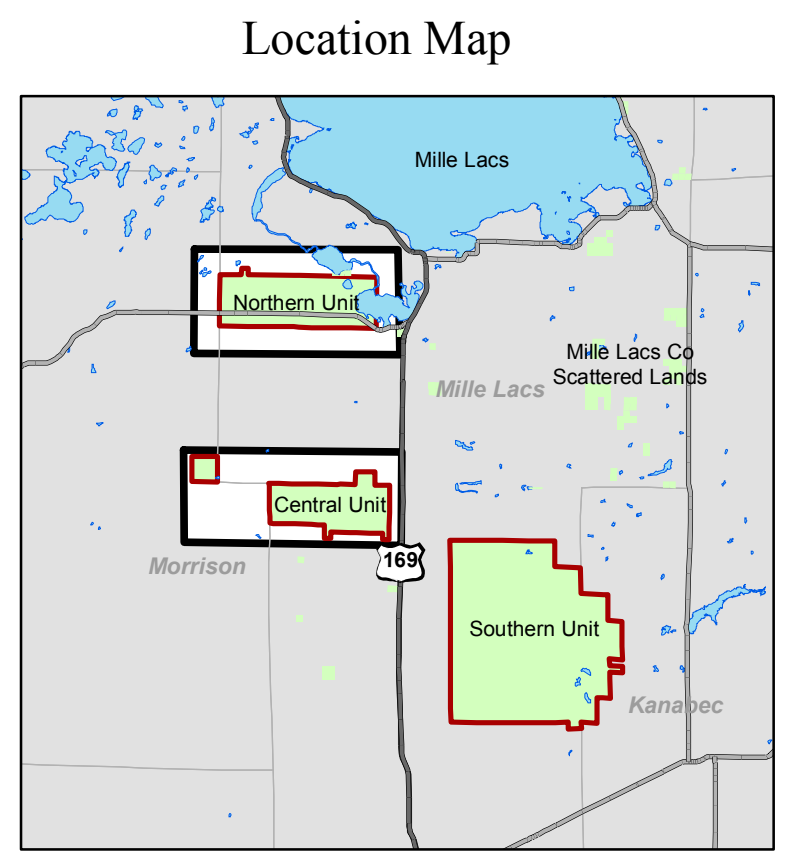 Location Map
Mille Lacs
Northern Unit
Mille Lacs Co
Scattered Lands
Mille Lacs
Central Unit
169
Morrison
Southern Unit
Kanabec